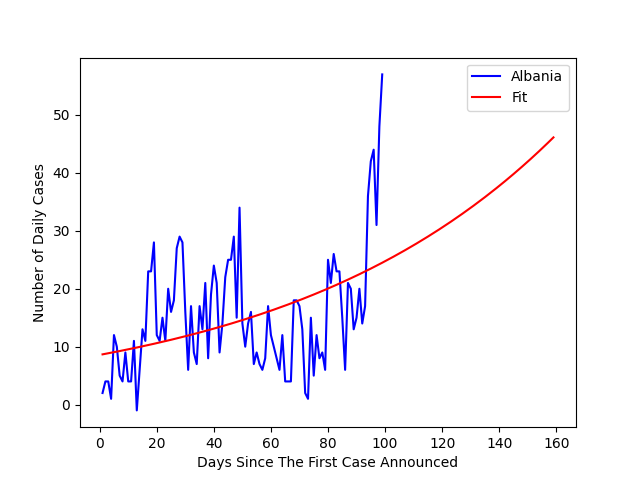 Albania
Fit
Number of Daily Cases
50
40
30
20
10
0
0 20 40 60 80 100 120 140 160
Days Since The First Case Announced